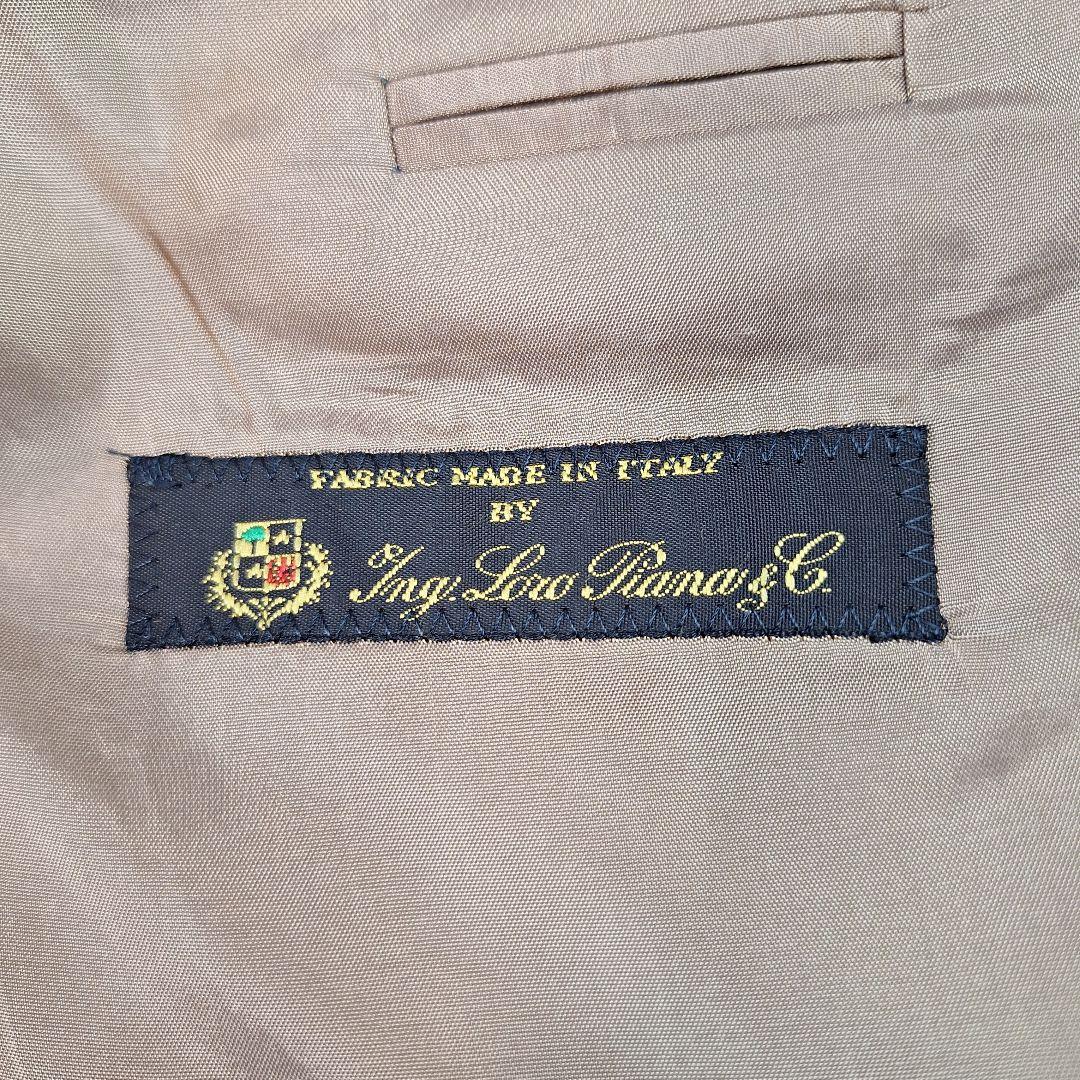 FABRIC MADE IN ITALY
BY
Ing. Loro Piana & C.